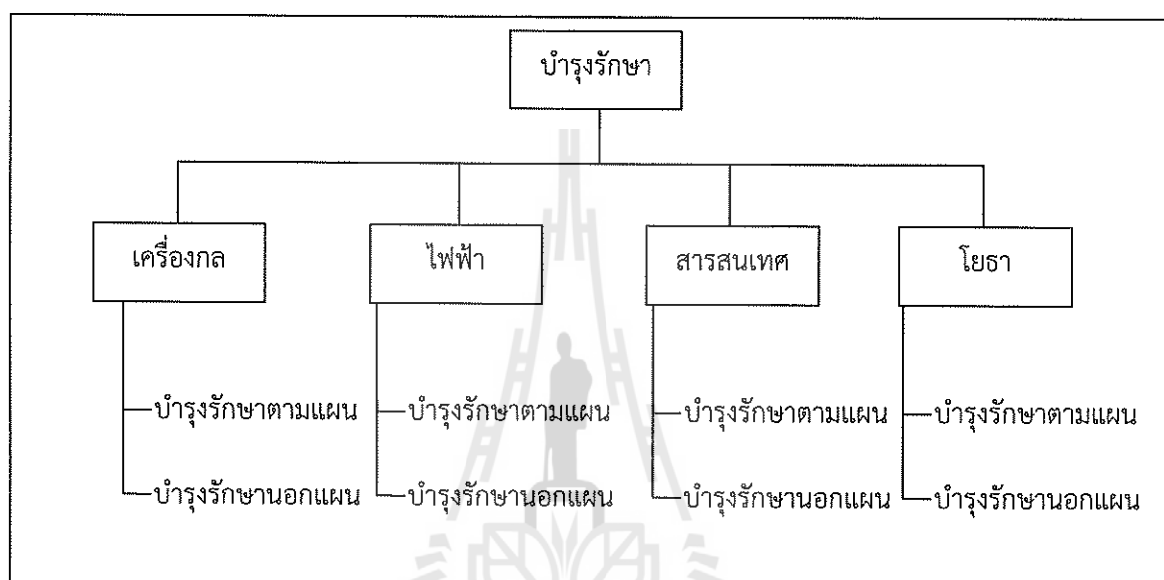 บำรุงรักษา
เครื่องกล
ไฟฟ้า
สารสนเทศ
โยธา
บำรุงรักษาตามแผน
บำรุงรักษาตามแผน
บำรุงรักษาตามแผน
บำรุงรักษาตามแผน
บำรุงรักษานอกแผน
บำรุงรักษานอกแผน
บำรุงรักษานอกแผน
บำรุงรักษานอกแผน